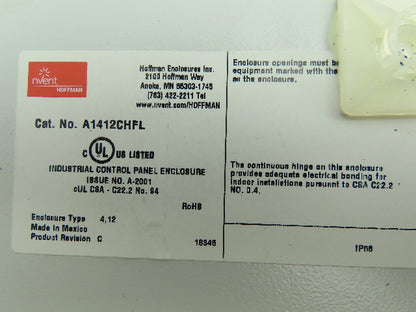 nvent
HOFFMAN
Hoffman Enclosures Inc.
2100 Hoffman Way
Anoka, MN 55303-1745
(763) 422-2211 Tel
www.nvent.com/HOFFMAN
Cat. No. A1412CHFL
C UL US LISTED
INDUSTRIAL CONTROL PANEL ENCLOSURE
ISSUE NO. A-2001
cUL CSA - C22.2 No. 94
RoHS
Enclosure Type 4,12
Made in Mexico
Product Revision C
18345
Enclosure openings must be
equipment marked with the
as the enclosure.
The continuous hinge on this enclosure
provides adequate electrical bonding for
indoor installations pursuant to CSA C22.2
NO. 0.4.
IP66